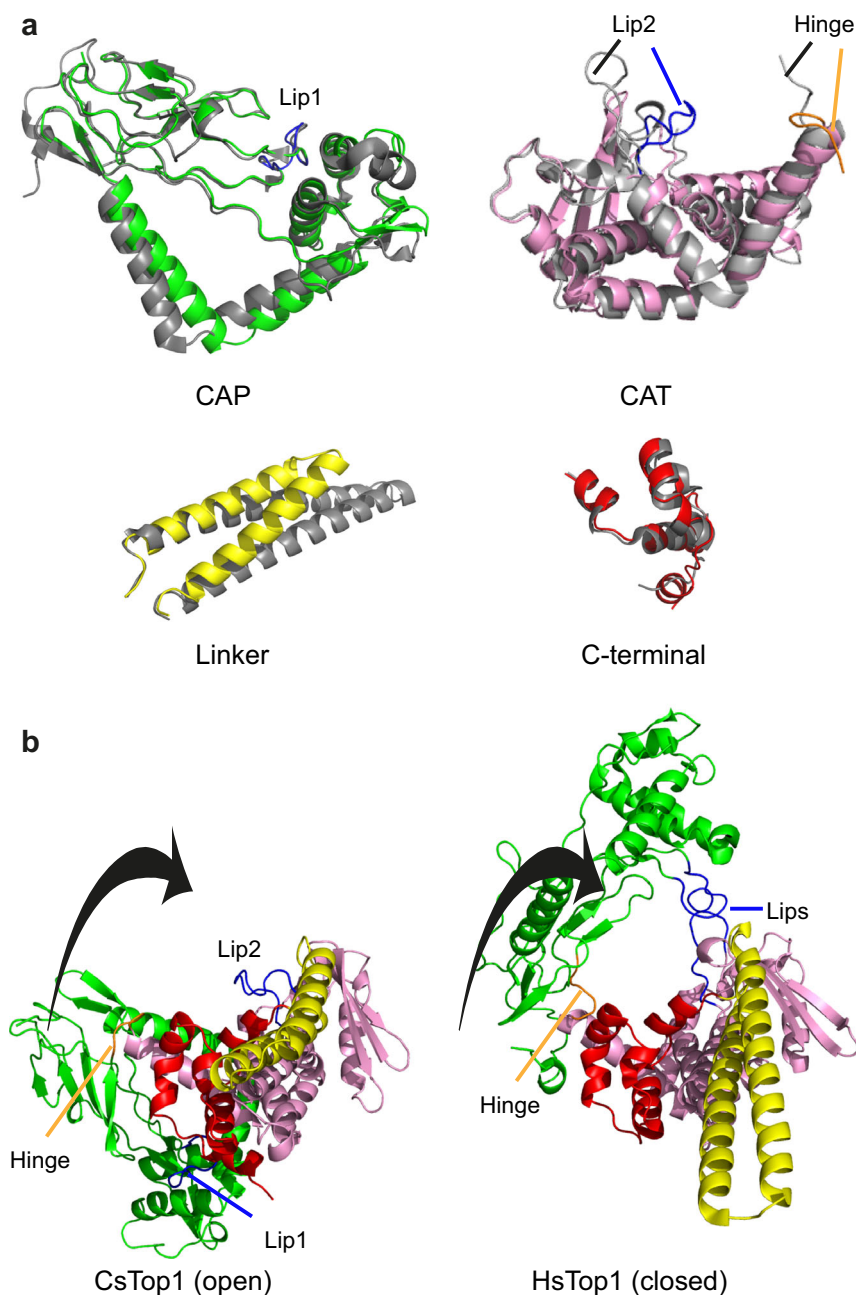 a
Lip1
Lip2
Hinge
CAP
CAT
Linker
C-terminal
b
Lip2
Lips
Hinge
Hinge
Lip1
CsTop1 (open)
HsTop1 (closed)